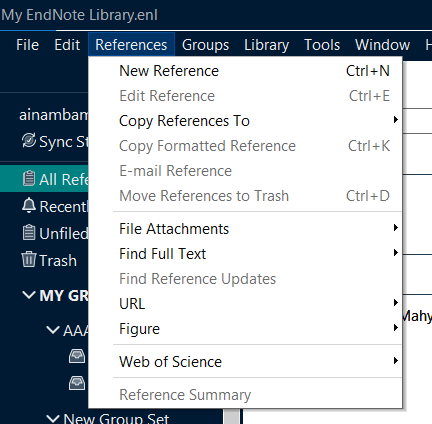 My EndNote Library.enl
File Edit References Groups Library Tools Window H
New Reference Ctrl+N
Edit Reference Ctrl+E
Copy References To
Copy Formatted Reference Ctrl+K
E-mail Reference
Move References to Trash Ctrl+D
File Attachments
Find Full Text
Find Reference Updates
URL
Figure
Web of Science
Reference Summary
ainambam
Sync St
All Refe
Recentl
Unfiled
Trash
MY GR
AAA
New Group Set
Mahy